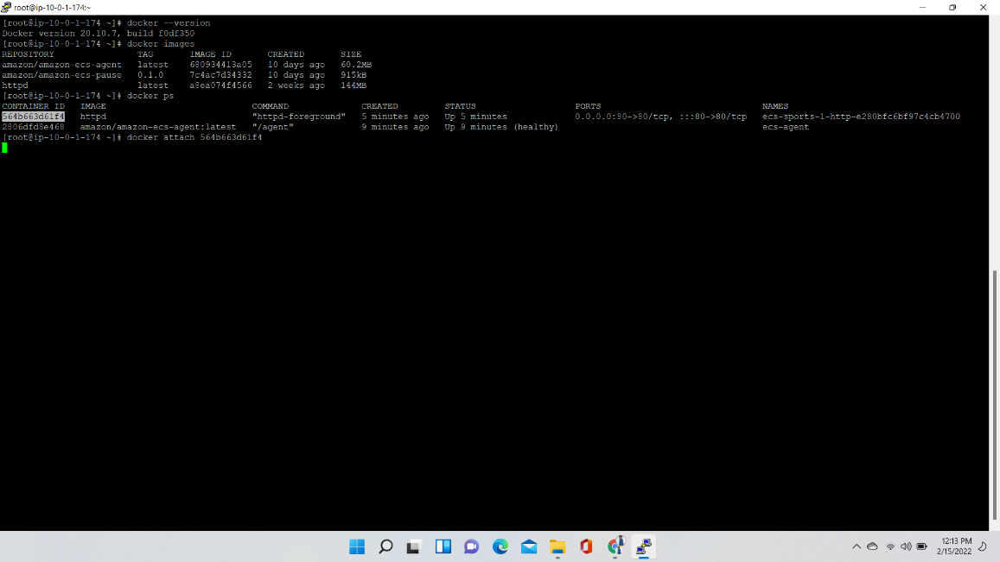 root@ip-10-0-1-174:~
[root@ip-10-0-1-174 ~]# docker --version
Docker version 20.10.7, build f0df350
[root@ip-10-0-1-174 ~]# docker images
REPOSITORY TAG IMAGE ID CREATED SIZE
amazon/amazon-ecs-agent latest 680934413a05 10 days ago 60.2MB
amazon/amazon-ecs-pause 0.1.0 7c4ac7d34332 10 days ago 915kB
httpd latest a8ea074f4566 2 weeks ago 144MB
[root@ip-10-0-1-174 ~]# docker ps
CONTAINER ID IMAGE COMMAND CREATED STATUS PORTS NAMES
564b663d61f4 httpd "httpd-foreground" 5 minutes ago Up 5 minutes 0.0.0.0:80->80/tcp, :::80->80/tcp ecs-sports-1-http-e280bfc6bf97c4cb4700
2806dfd8e468 amazon/amazon-ecs-agent:latest "/agent" 9 minutes ago Up 9 minutes (healthy) ecs-agent
[root@ip-10-0-1-174 ~]# docker attach 564b663d61f4
12:13 PM
2/15/2022